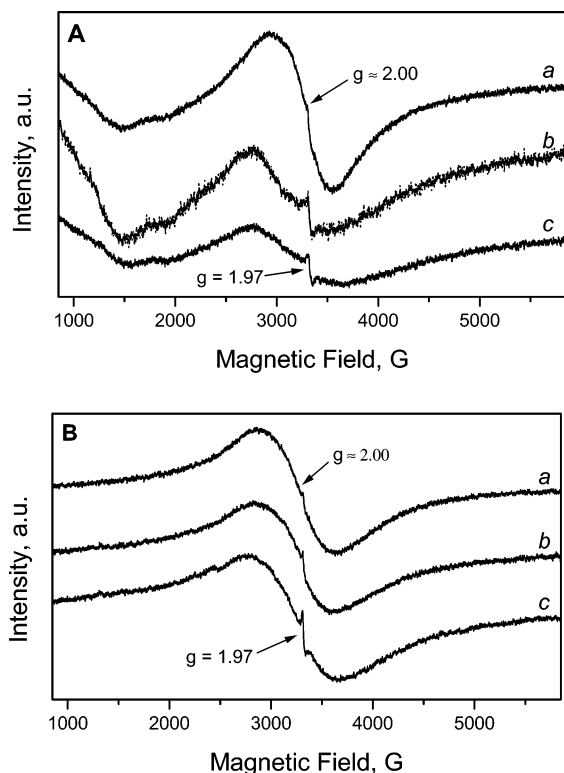 A
g ≈ 2.00
a
b
c
g = 1.97
Intensity, a.u.
1000 2000 3000 4000 5000
Magnetic Field, G
B
g ≈ 2.00
a
b
c
g = 1.97
Intensity, a.u.
1000 2000 3000 4000 5000
Magnetic Field, G